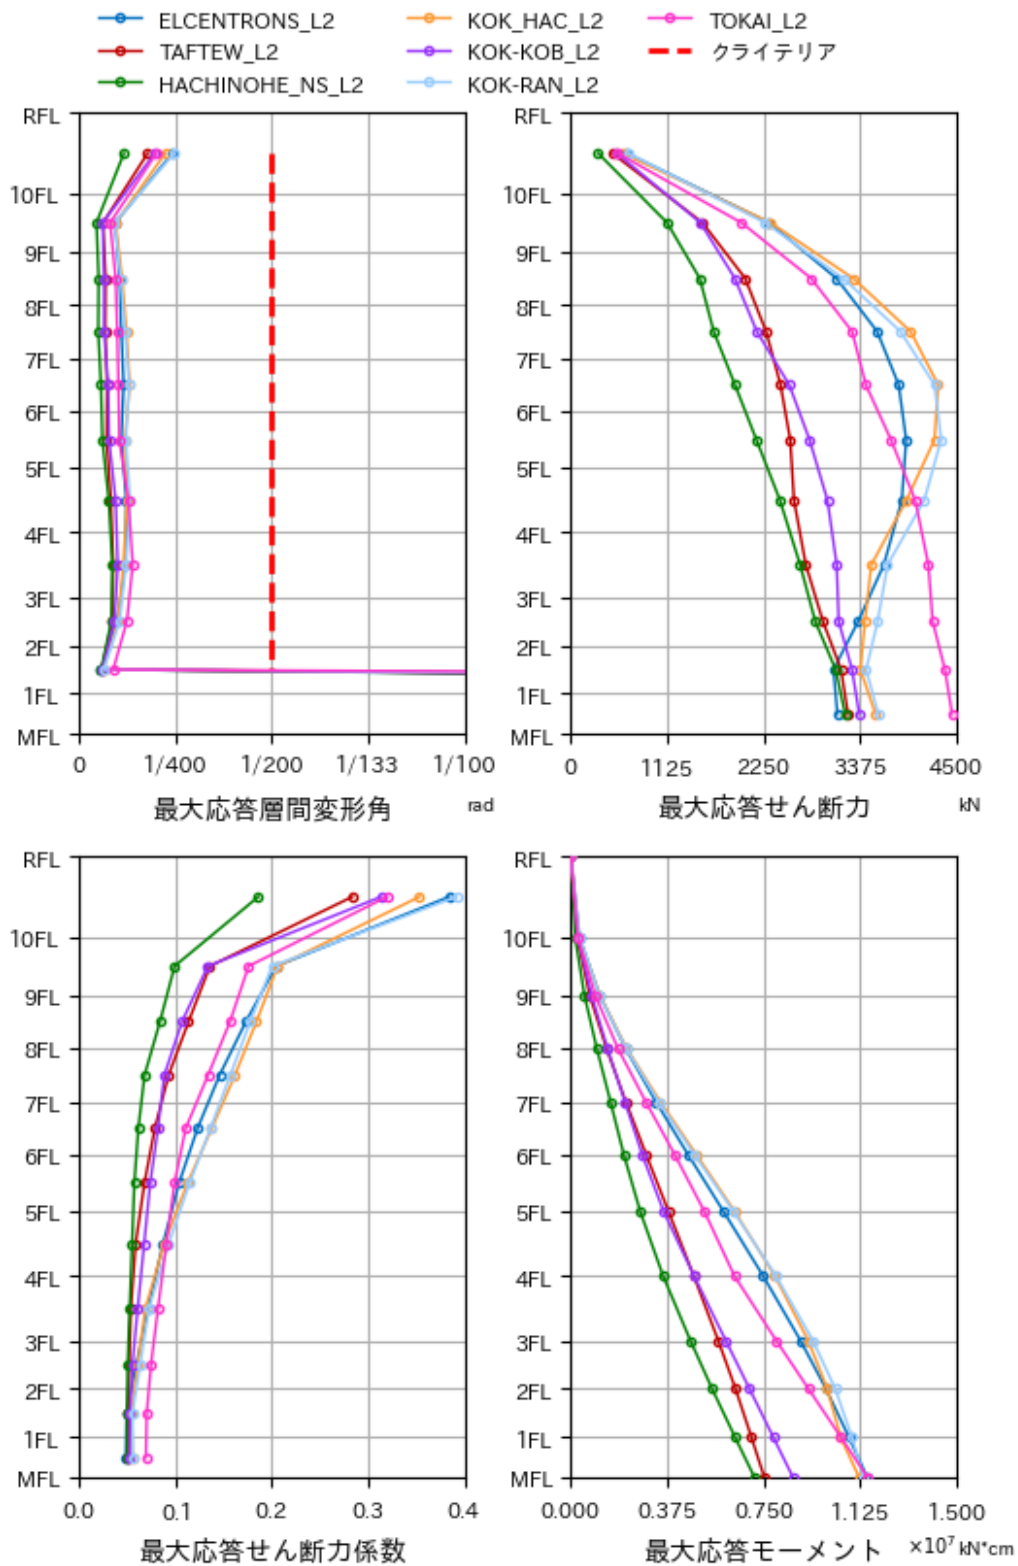 ELCENTRONS_L2 KOK_HAC_L2 TOKAI_L2
TAFTEW_L2 KOK-KOB_L2 クライテリア
HACHINOHE_NS_L2 KOK-RAN_L2
RFL
10FL
9FL
8FL
7FL
6FL
5FL
4FL
3FL
2FL
1FL
MFL
0 1/400 1/200 1/133 1/100
最大応答層間変形角 rad
RFL
10FL
9FL
8FL
7FL
6FL
5FL
4FL
3FL
2FL
1FL
MFL
0 1125 2250 3375 4500
最大応答せん断力 kN
RFL
10FL
9FL
8FL
7FL
6FL
5FL
4FL
3FL
2FL
1FL
MFL
0.0 0.1 0.2 0.3 0.4
最大応答せん断力係数
RFL
10FL
9FL
8FL
7FL
6FL
5FL
4FL
3FL
2FL
1FL
MFL
0.000 0.375 0.750 1.125 1.500
最大応答モーメント ×10⁷ kN*cm